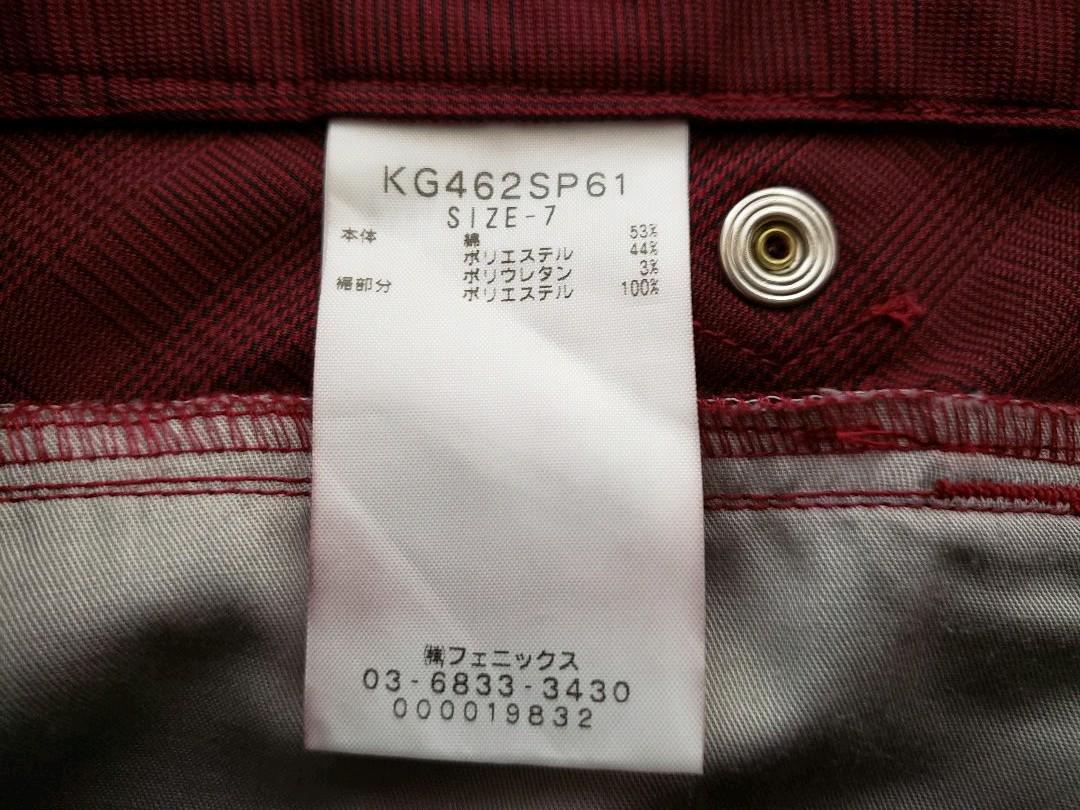 KG462SP61
SIZE-7
本体 綿 53%
ポリエステル 44%
ポリウレタン 3%
裾部分 ポリエステル 100%
㈱フェニックス
03-6833-3430
000019832